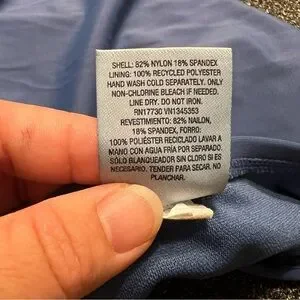 SHELL: 82% NYLON 18% SPANDEX
LINING: 100% RECYCLED POLYESTER
HAND WASH COLD SEPARATELY. ONLY
NON-CHLORINE BLEACH IF NEEDED.
LINE DRY. DO NOT IRON.
RN17730 VN1345353
REVESTIMIENTO: 82% NAILON,
18% SPANDEX, FORRO:
100% POLIÉSTER RECICLADO LAVAR A
MANO CON AGUA FRÍA POR SEPARADO.
SÓLO BLANQUEADOR SIN CLORO SI ES
NECESARIO. TENDER PARA SECAR. NO
PLANCHAR.